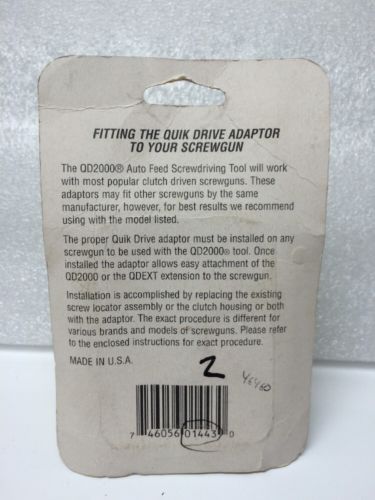 FITTING THE QUIK DRIVE ADAPTOR
TO YOUR SCREWGUN
The QD2000® Auto Feed Screwdriving Tool will work
with most popular clutch driven screwguns. These
adaptors may fit other screwguns by the same
manufacturer, however, for best results we recommend
using with the model listed.
The proper Quik Drive adaptor must be installed on any
screwgun to be used with the QD2000® tool. Once
installed the adaptor allows easy attachment of the
QD2000 or the QDEXT extension to the screwgun.
Installation is accomplished by replacing the existing
screw locator assembly or the clutch housing or both
with the adaptor. The exact procedure is different for
various brands and models of screwguns. Please refer
to the enclosed instructions for exact procedure.
MADE IN U.S.A.
2
7 46056 01443 0